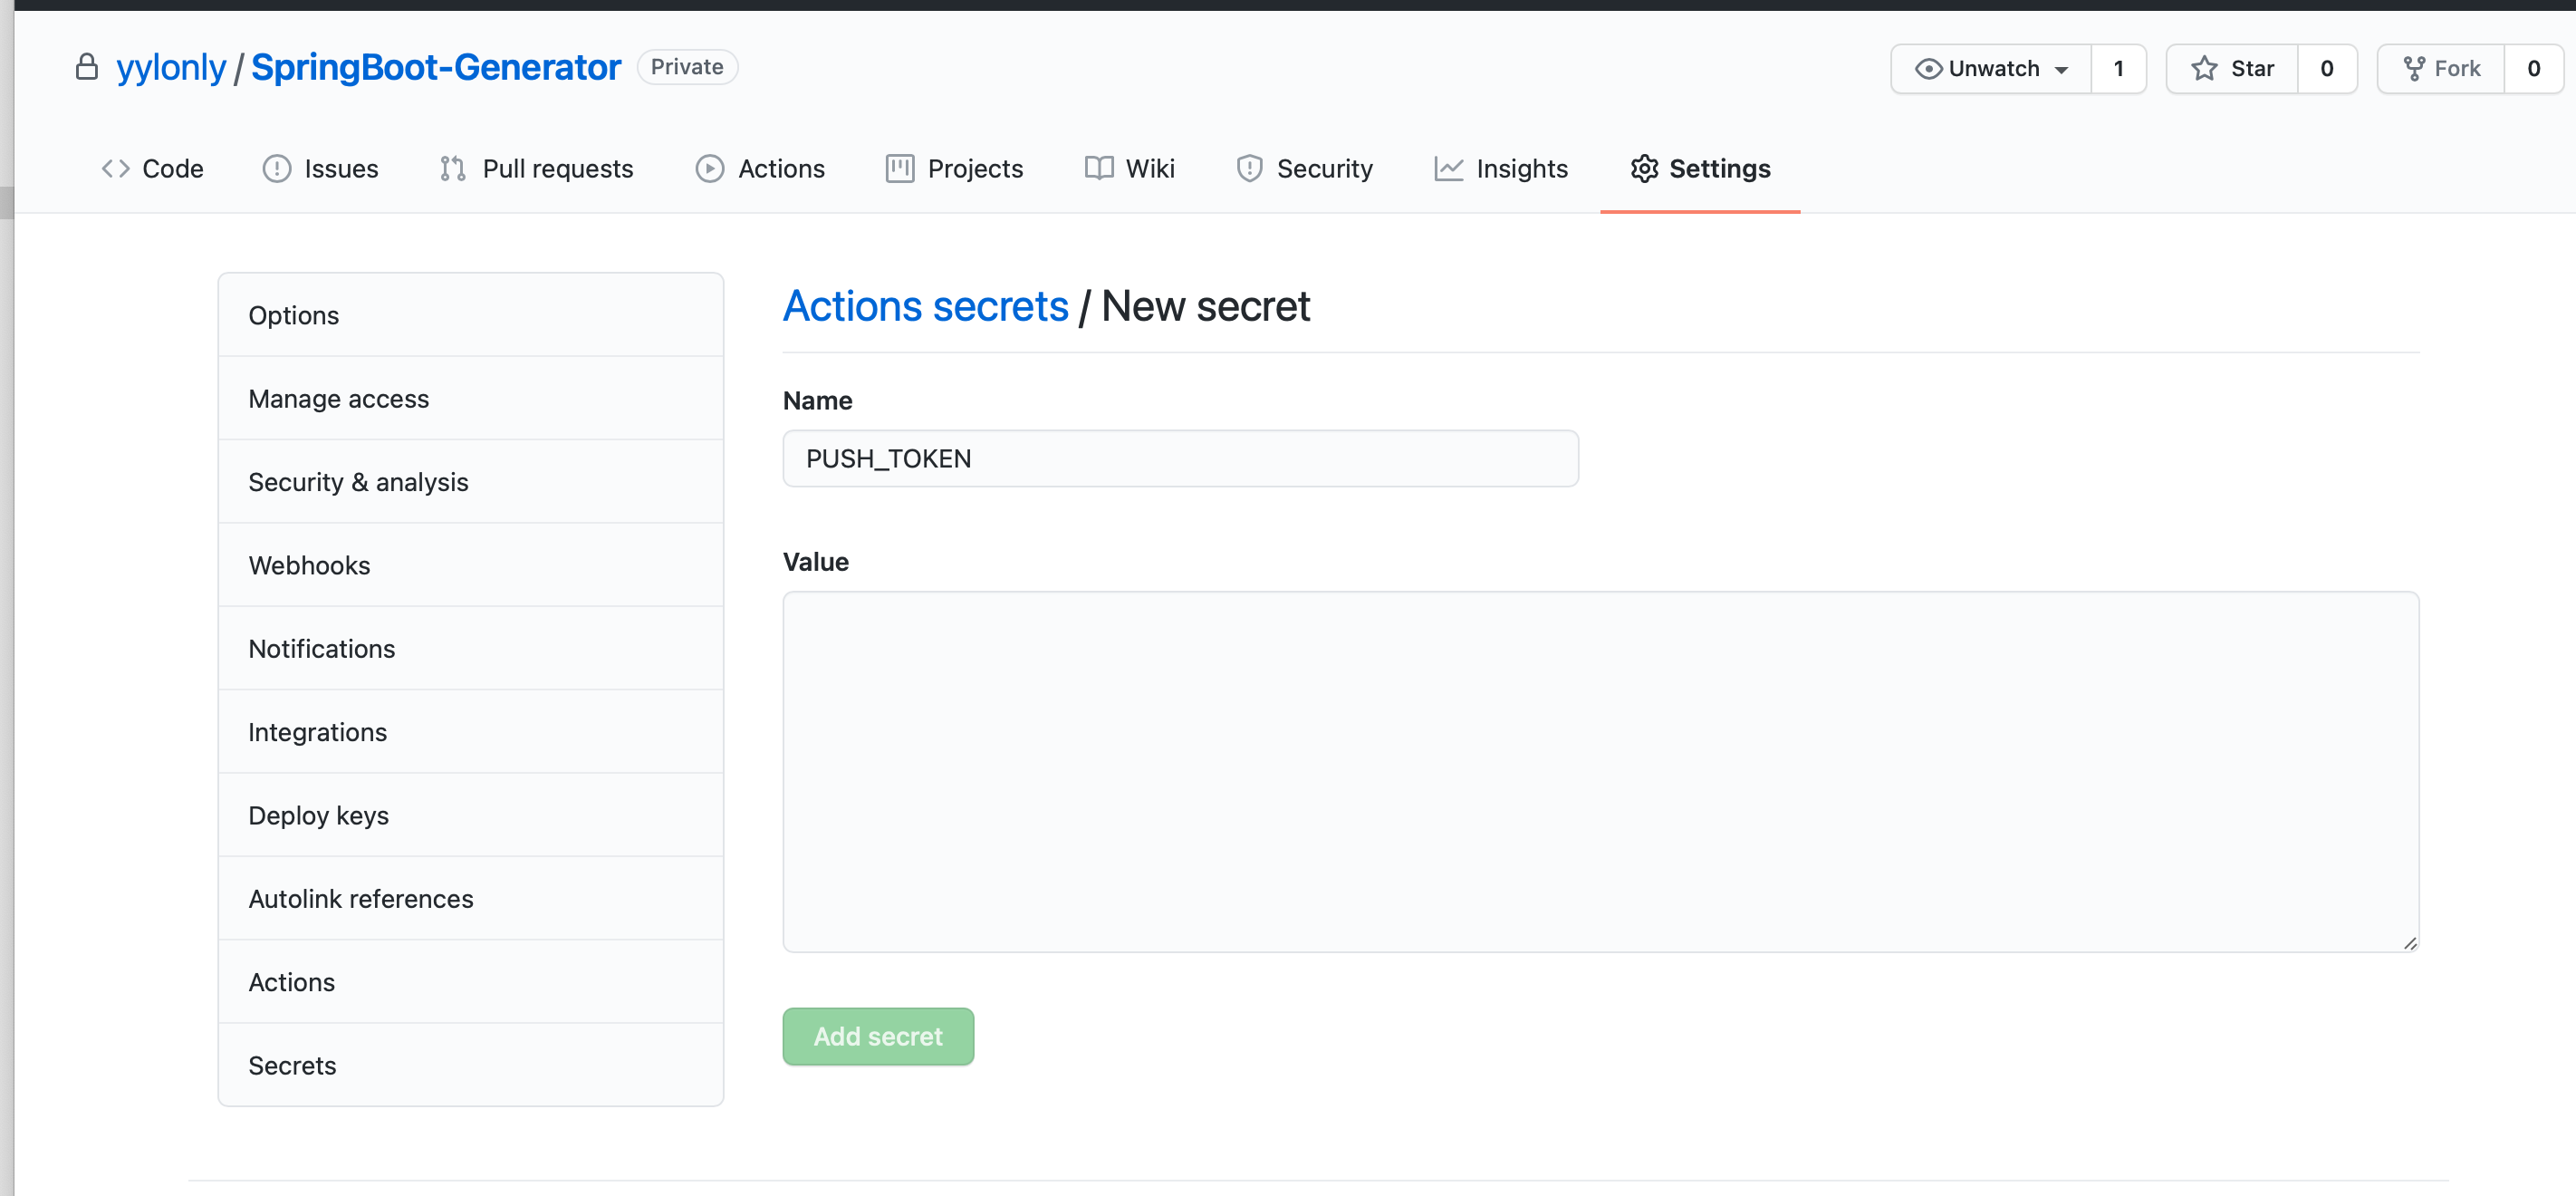 yylonly / SpringBoot-Generator Private Unwatch 1 Star 0 Fork 0
Code Issues Pull requests Actions Projects Wiki Security Insights Settings
Options
Manage access
Security & analysis
Webhooks
Notifications
Integrations
Deploy keys
Autolink references
Actions
Secrets
Actions secrets / New secret
Name
PUSH_TOKEN
Value
Add secret